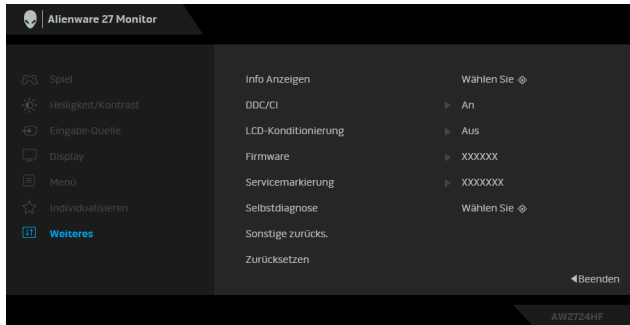 Alienware 27 Monitor
Spiel
Helligkeit/Kontrast
Eingabe-Quelle
Display
Menü
Individualisieren
Weiteres
Info Anzeigen Wählen Sie
DDC/CI An
LCD-Konditionierung Aus
Firmware XXXXXX
Servicemarkierung XXXXXXX
Selbstdiagnose Wählen Sie
Sonstige zurücks.
Zurücksetzen
Beenden
AW2724HF